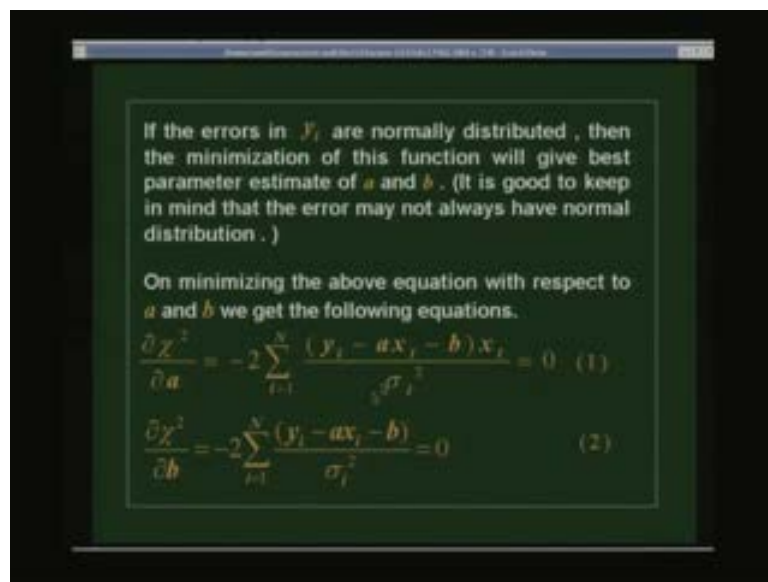 If the errors in yᵢ are normally distributed , then
the minimization of this function will give best
parameter estimate of a and b . (It is good to keep
in mind that the error may not always have normal
distribution . )
On minimizing the above equation with respect to
a and b we get the following equations.
∂χ²/∂a = −2 ∑_{i=1}^{N} (yᵢ − axᵢ − b)xᵢ / σᵢ² = 0 (1)
∂χ²/∂b = −2 ∑_{i=1}^{N} (yᵢ − axᵢ − b) / σᵢ² = 0 (2)